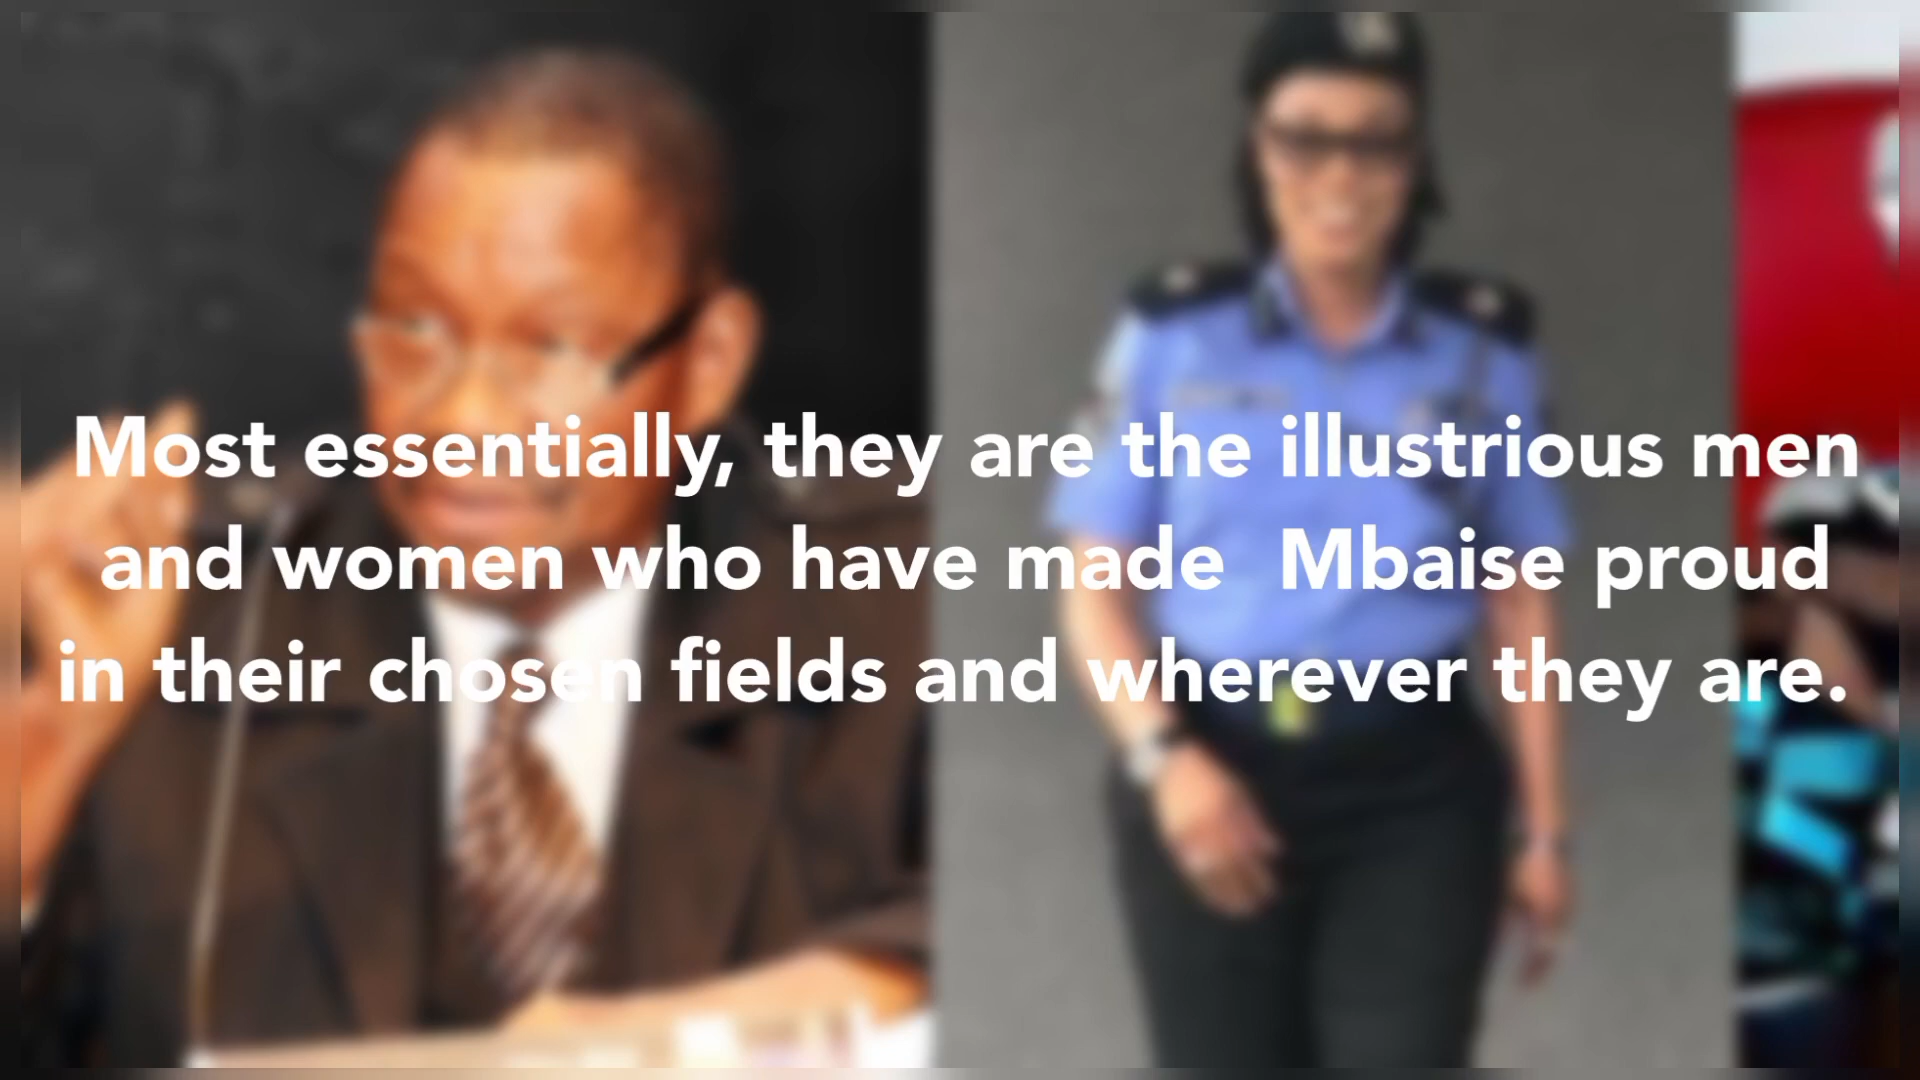 Most essentially, they are the illustrious men
and women who have made  Mbaise proud
in their chosen fields and wherever they are.